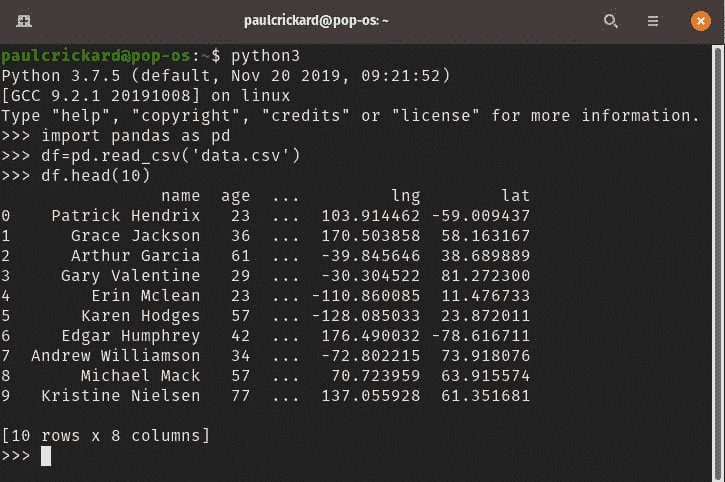 paulcrickard@pop-os: ~
paulcrickard@pop-os:~$ python3
Python 3.7.5 (default, Nov 20 2019, 09:21:52)
[GCC 9.2.1 20191008] on linux
Type "help", "copyright", "credits" or "license" for more information.
>>> import pandas as pd
>>> df=pd.read_csv('data.csv')
>>> df.head(10)
                name  age  ...         lng        lat
0    Patrick Hendrix   23  ...  103.914462 -59.009437
1      Grace Jackson   36  ...  170.503858  58.163167
2      Arthur Garcia   61  ...  -39.845646  38.689889
3     Gary Valentine   29  ...  -30.304522  81.272300
4        Erin Mclean   23  ... -110.860085  11.476733
5       Karen Hodges   57  ... -128.085033  23.872011
6     Edgar Humphrey   42  ...  176.490032 -78.616711
7  Andrew Williamson   34  ...  -72.802215  73.918076
8       Michael Mack   57  ...   70.723959  63.915574
9   Kristine Nielsen   77  ...  137.055928  61.351681
[10 rows x 8 columns]
>>>